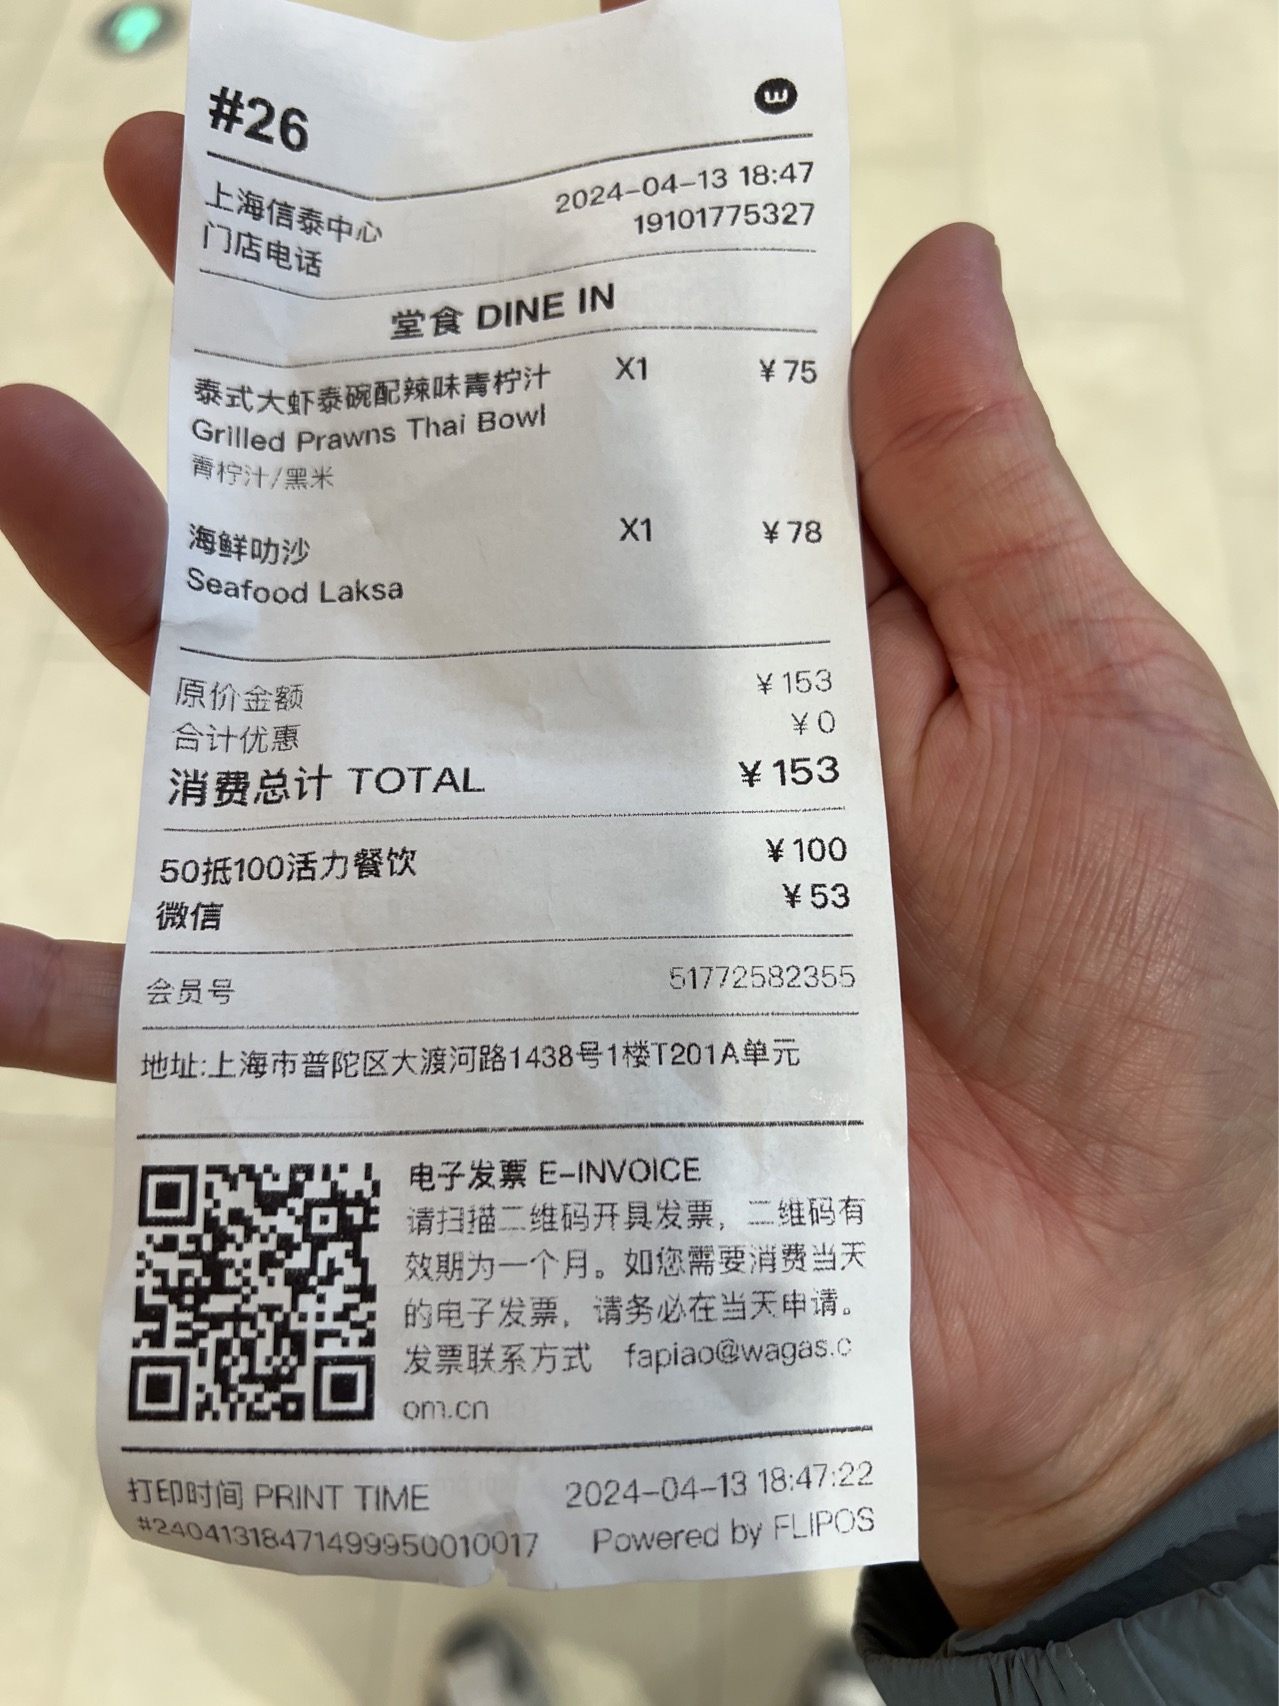 #26
上海信泰中心 2024-04-13 18:47
门店电话 19101775327
堂食 DINE IN
泰式大虾泰碗配辣味青柠汁 X1 ¥75
Grilled Prawns Thai Bowl
青柠汁/黑米
海鲜叻沙 X1 ¥78
Seafood Laksa
原价金额 ¥153
合计优惠 ¥0
消费总计 TOTAL ¥153
50抵100活力餐饮 ¥100
微信 ¥53
会员号 51772582355
地址:上海市普陀区大渡河路1438号1楼T201A单元
电子发票 E-INVOICE
请扫描二维码开具发票，二维码有
效期为一个月。如您需要消费当天
的电子发票，请务必在当天申请。
发票联系方式 fapiao@wagas.c
om.cn
打印时间 PRINT TIME 2024-04-13 18:47:22
#24041318471499950010017 Powered by FLIPOS